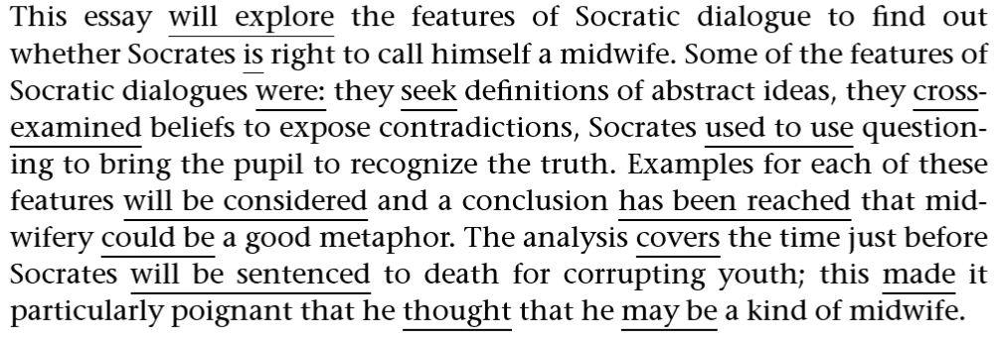 This essay will explore the features of Socratic dialogue to find out
whether Socrates is right to call himself a midwife. Some of the features of
Socratic dialogues were: they seek definitions of abstract ideas, they cross-
examined beliefs to expose contradictions, Socrates used to use question-
ing to bring the pupil to recognize the truth. Examples for each of these
features will be considered and a conclusion has been reached that mid-
wifery could be a good metaphor. The analysis covers the time just before
Socrates will be sentenced to death for corrupting youth; this made it
particularly poignant that he thought that he may be a kind of midwife.